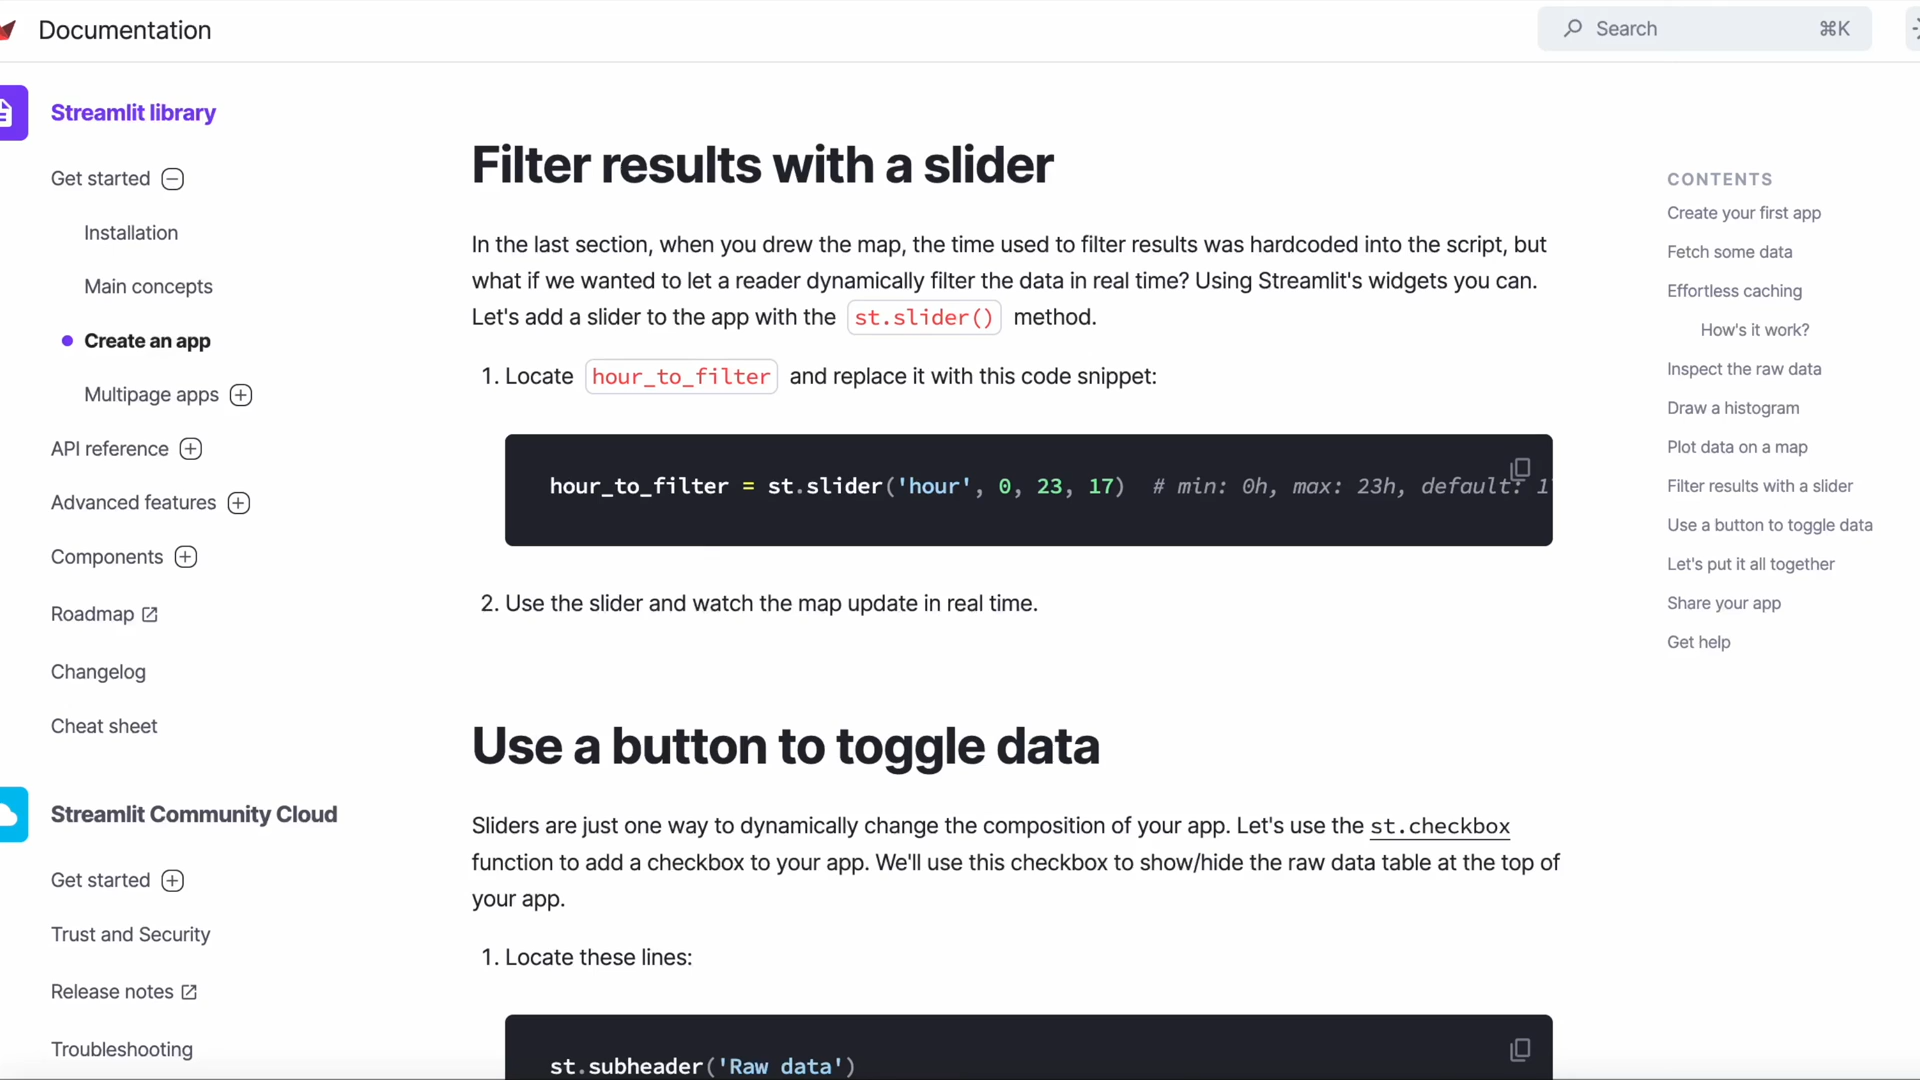 Documentation
Search ⌘K
Streamlit library
Get started
Installation
Main concepts
Create an app
Multipage apps
API reference
Advanced features
Components
Roadmap
Changelog
Cheat sheet
Streamlit Community Cloud
Get started
Trust and Security
Release notes
Troubleshooting
Filter results with a slider
In the last section, when you drew the map, the time used to filter results was hardcoded into the script, but
what if we wanted to let a reader dynamically filter the data in real time? Using Streamlit's widgets you can.
Let's add a slider to the app with the st.slider() method.
1. Locate hour_to_filter and replace it with this code snippet:
hour_to_filter = st.slider('hour', 0, 23, 17)  # min: 0h, max: 23h, default: 1
2. Use the slider and watch the map update in real time.
Use a button to toggle data
Sliders are just one way to dynamically change the composition of your app. Let's use the st.checkbox
function to add a checkbox to your app. We'll use this checkbox to show/hide the raw data table at the top of
your app.
1. Locate these lines:
st.subheader('Raw data')
CONTENTS
Create your first app
Fetch some data
Effortless caching
How's it work?
Inspect the raw data
Draw a histogram
Plot data on a map
Filter results with a slider
Use a button to toggle data
Let's put it all together
Share your app
Get help